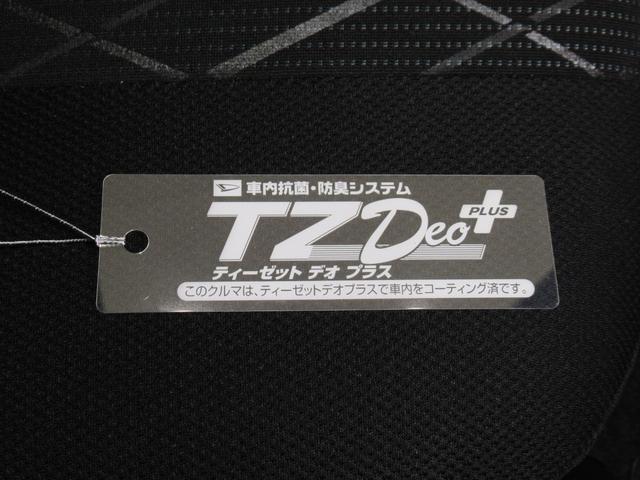 車内抗菌・防臭システム
TZ Deo PLUS
ティーゼット デオ プラス
このクルマは、ティーゼットデオプラスで車内をコーティング済です。